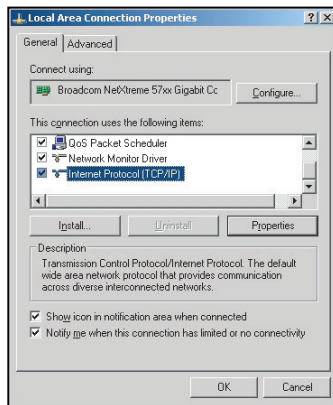 Local Area Connection Properties
General Advanced
Connect using:
Broadcom NetXtreme 57xx Gigabit Cc
Configure...
This connection uses the following items:
QoS Packet Scheduler
Network Monitor Driver
Internet Protocol (TCP/IP)
Install... Uninstall Properties
Description
Transmission Control Protocol/Internet Protocol. The default
wide area network protocol that provides communication
across diverse interconnected networks.
Show icon in notification area when connected
Notify me when this connection has limited or no connectivity
OK Cancel